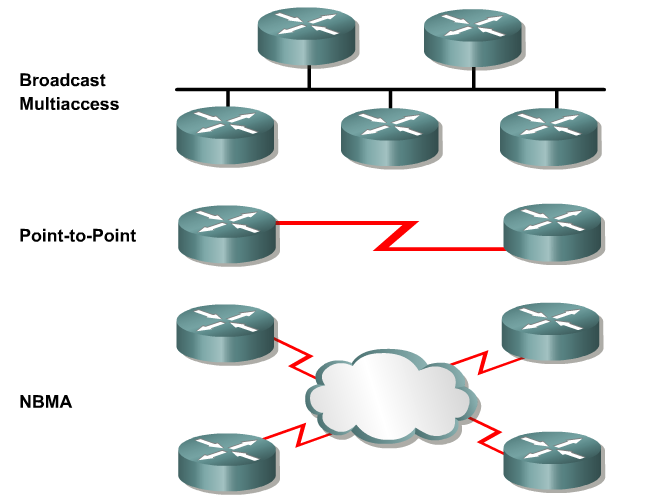 Broadcast
Multiaccess
Point-to-Point
NBMA